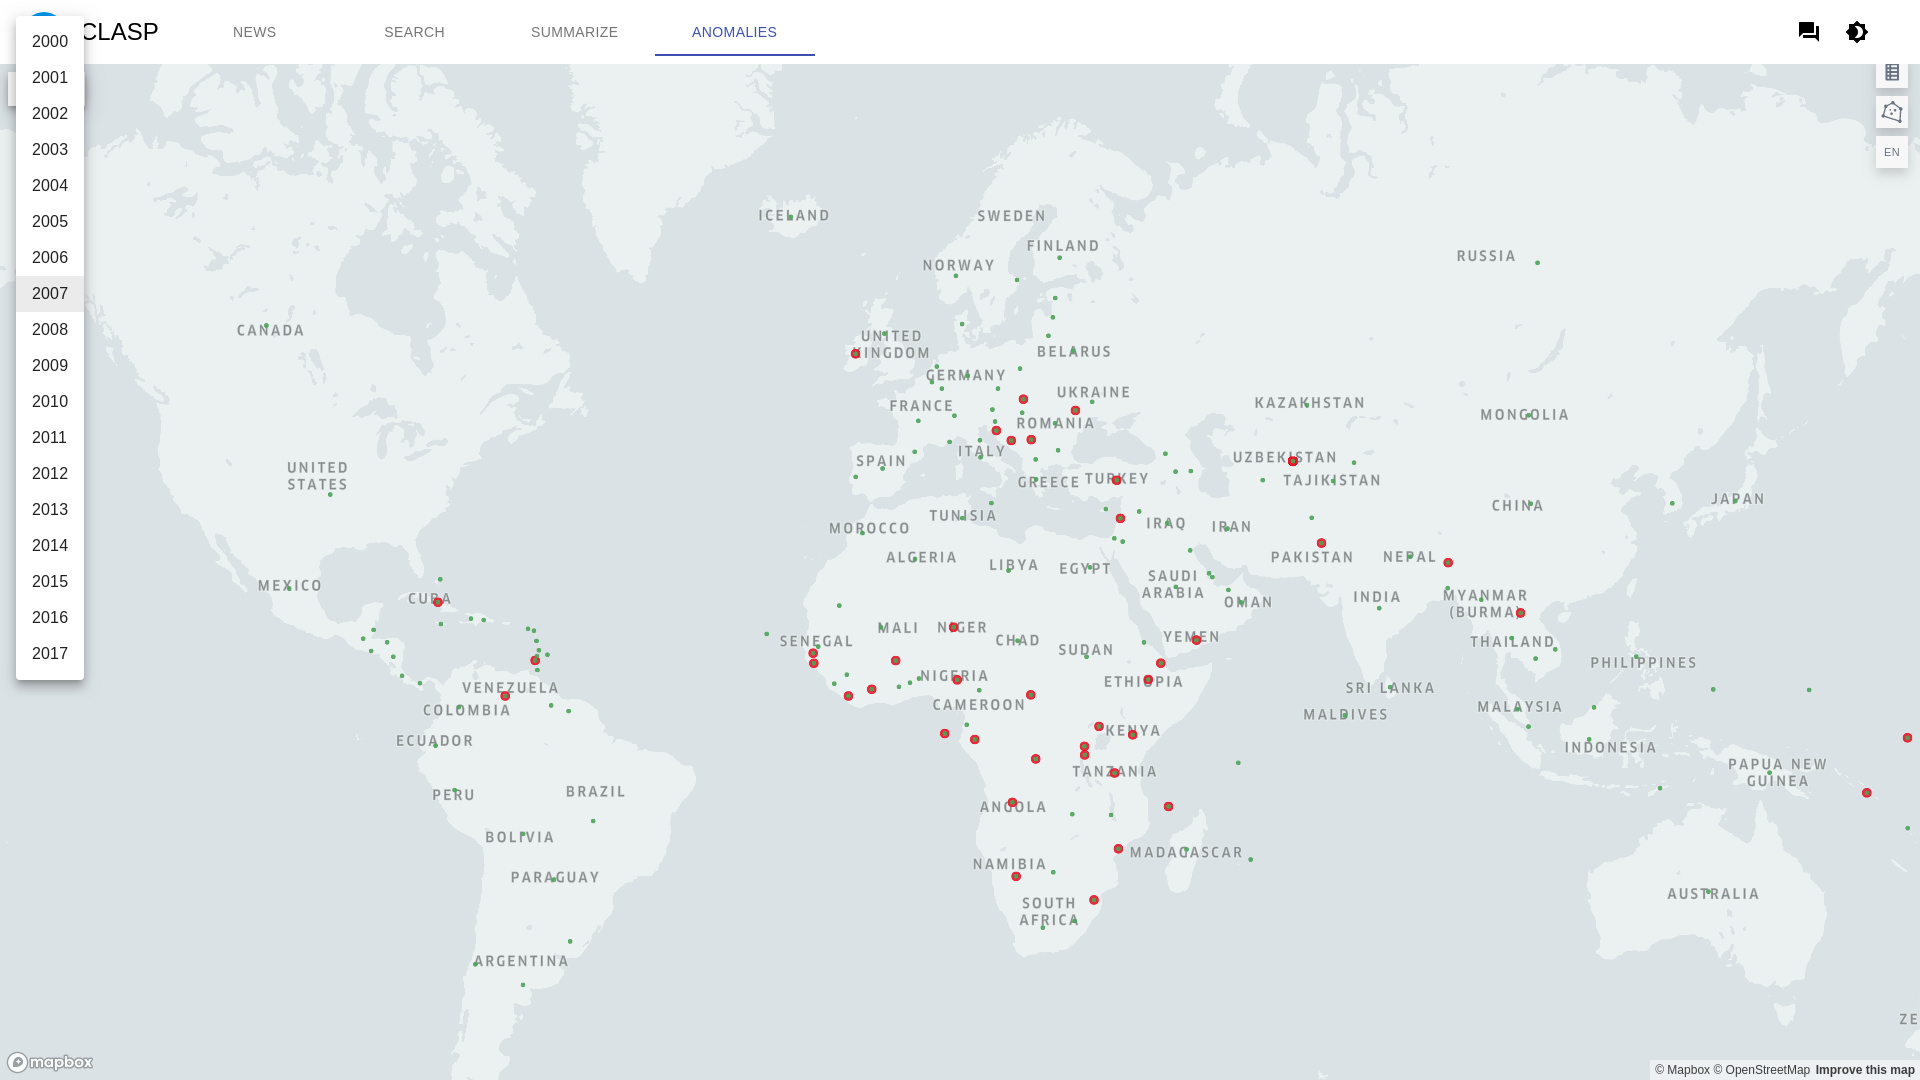 CLASP
NEWS
SEARCH
SUMMARIZE
ANOMALIES
2000
2001
2002
2003
2004
2005
2006
2007
2008
2009
2010
2011
2012
2013
2014
2015
2016
2017
EN
ICELAND
SWEDEN
FINLAND
NORWAY
RUSSIA
CANADA
UNITED
KINGDOM
BELARUS
GERMANY
UKRAINE
FRANCE
KAZAKHSTAN
MONGOLIA
ROMANIA
ITALY
SPAIN
UZBEKISTAN
UNITED
STATES
GREECE
TURKEY
TAJIKISTAN
JAPAN
CHINA
TUNISIA
MOROCCO
IRAQ
IRAN
ALGERIA
LIBYA
EGYPT
PAKISTAN
NEPAL
MEXICO
SAUDI
ARABIA
CUBA
OMAN
INDIA
MYANMAR
(BURMA)
MALI
NIGER
SENEGAL
CHAD
YEMEN
THAILAND
SUDAN
PHILIPPINES
NIGERIA
ETHIOPIA
VENEZUELA
SRI LANKA
COLOMBIA
CAMEROON
MALAYSIA
MALDIVES
KENYA
ECUADOR
INDONESIA
TANZANIA
PAPUA NEW
GUINEA
PERU
BRAZIL
ANGOLA
BOLIVIA
MADAGASCAR
NAMIBIA
PARAGUAY
AUSTRALIA
SOUTH
AFRICA
ARGENTINA
ZE
mapbox
© Mapbox © OpenStreetMap Improve this map